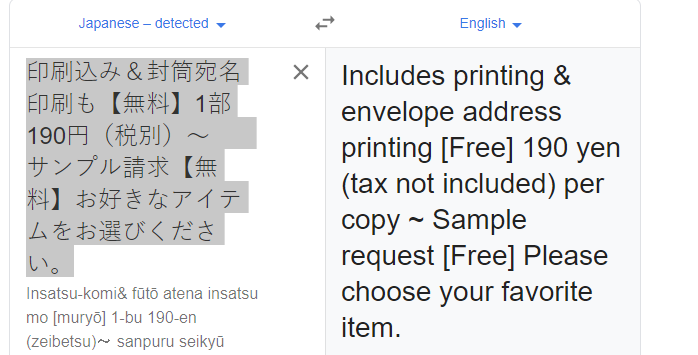 Japanese – detected
English
印刷込み＆封筒宛名
印刷も【無料】1部
190円（税別）～
サンプル請求【無
料】お好きなアイテ
ムをお選びくださ
い。
Insatsu-komi& fūtō atena insatsu
mo [muryō] 1-bu 190-en
(zeibetsu)～ sanpuru seikyū
Includes printing &
envelope address
printing [Free] 190 yen
(tax not included) per
copy ~ Sample
request [Free] Please
choose your favorite
item.